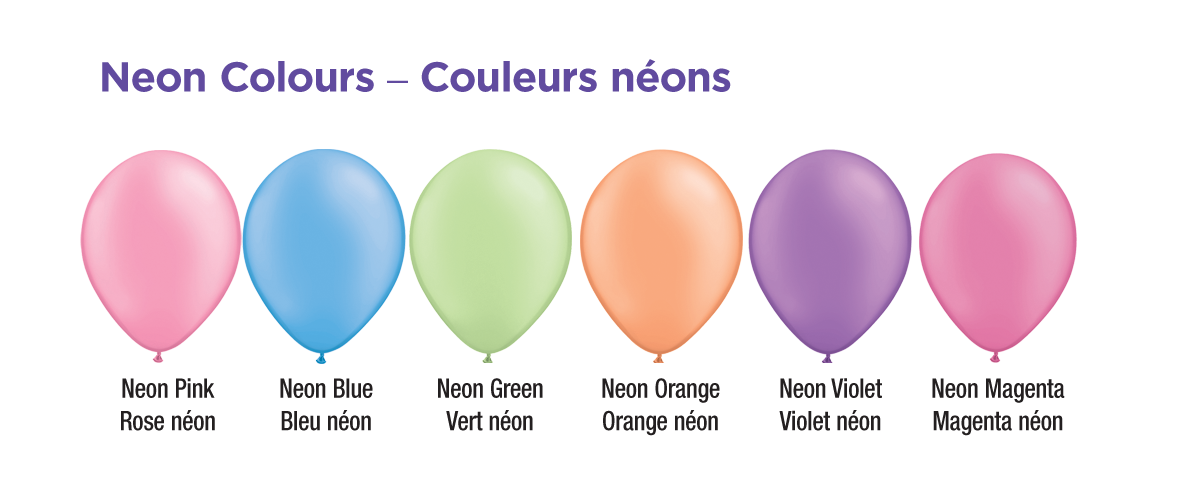 Neon Colours – Couleurs néons
Neon Pink
Rose néon
Neon Blue
Bleu néon
Neon Green
Vert néon
Neon Orange
Orange néon
Neon Violet
Violet néon
Neon Magenta
Magenta néon